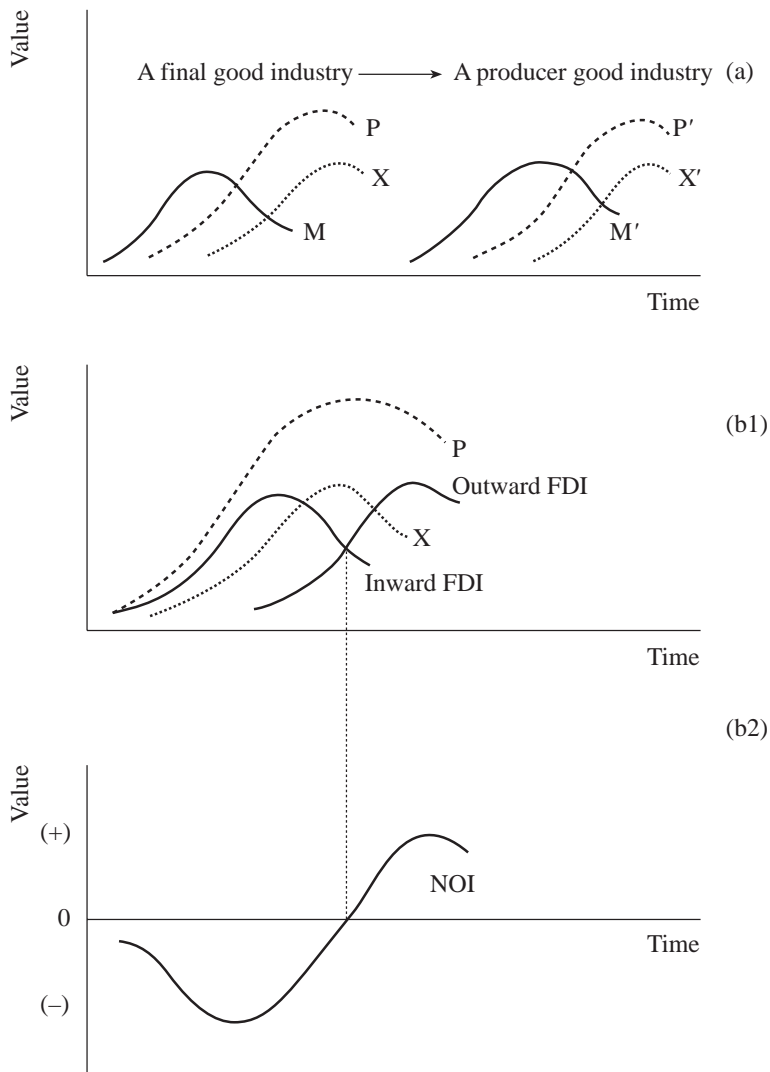 Value
A final good industry → A producer good industry (a)
P
X
M
P′
X′
M′
Time
Value
(b1)
P
Outward FDI
X
Inward FDI
Time
(b2)
Value
(+)
NOI
0
Time
(–)